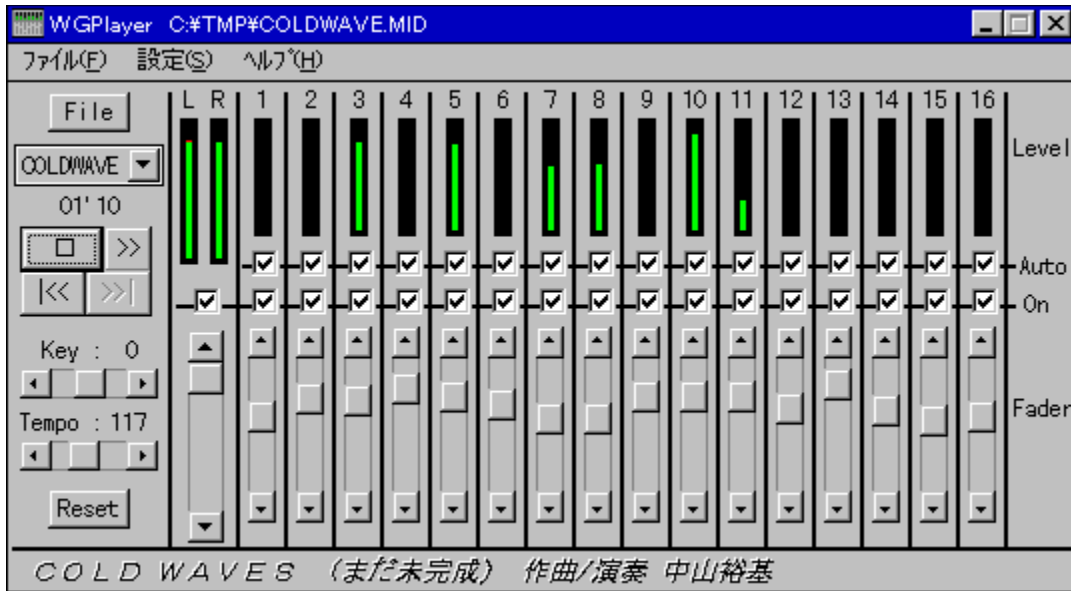 WGPlayer C:¥TMP¥COLDWAVE.MID
ﾌｧｲﾙ(F) 設定(S) ﾍﾙﾌﾟ(H)
File
COLDWAVE
01' 10
□ >>
|<< >>|
Key : 0
Tempo : 117
Reset
L R 1 2 3 4 5 6 7 8 9 10 11 12 13 14 15 16
Level
Auto
On
Fader
COLD WAVES (まだ未完成) 作曲/演奏 中山裕基